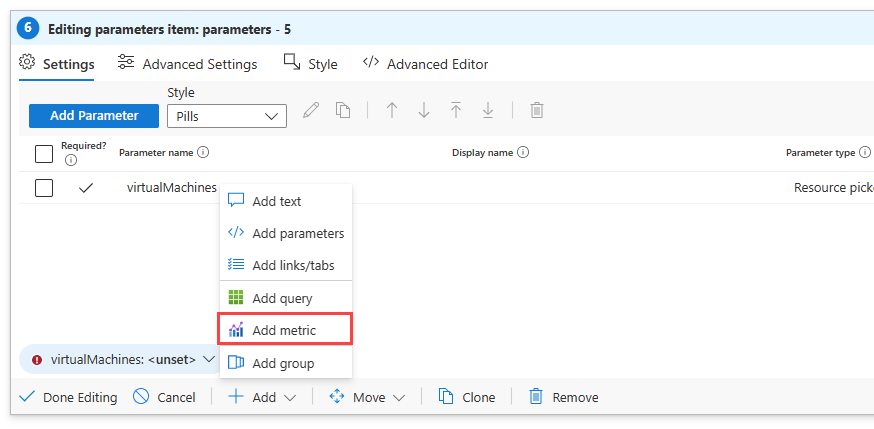 6 Editing parameters item: parameters - 5
Settings Advanced Settings Style </> Advanced Editor
Style
Add Parameter Pills
Required? Parameter name Display name Parameter type
virtualMachines Resource picke
Add text
</> Add parameters
Add links/tabs
Add query
Add metric
virtualMachines: <unset>
Add group
Done Editing Cancel Add Move Clone Remove